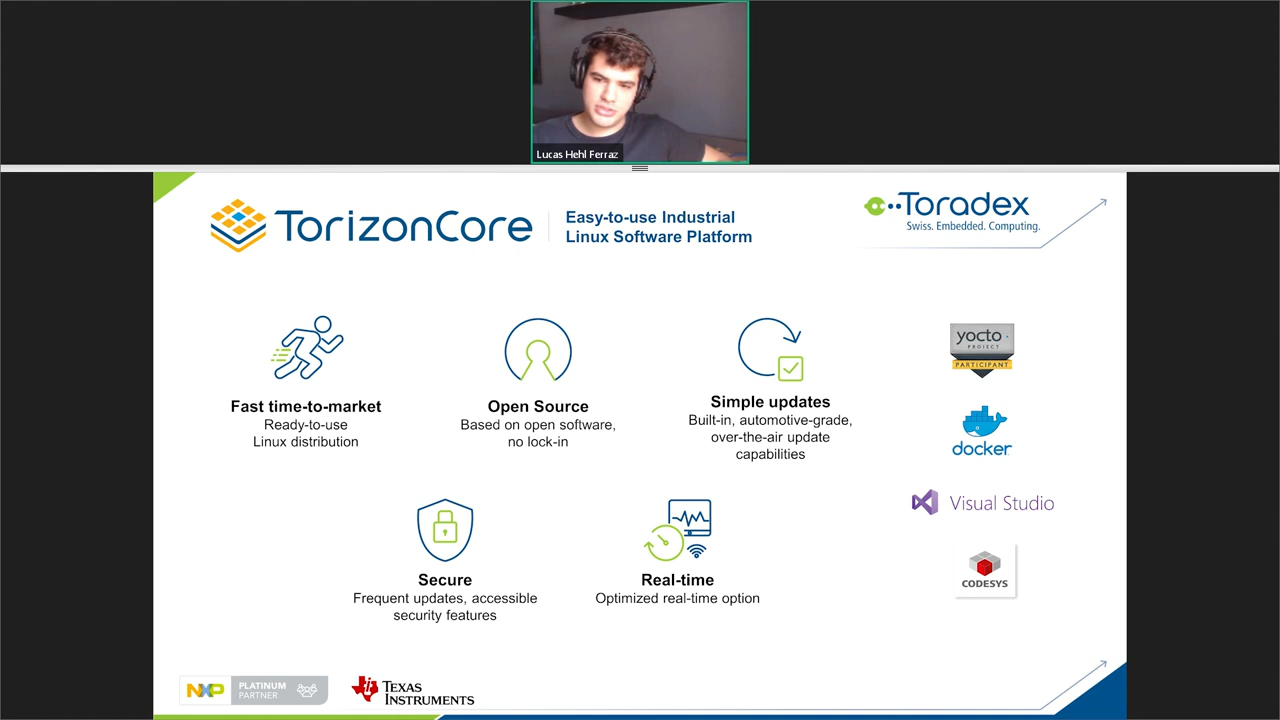 Lucas Hehl Ferraz
TorizonCore
Easy-to-use Industrial
Linux Software Platform
Toradex
Swiss. Embedded. Computing.
Fast time-to-market
Ready-to-use
Linux distribution
Open Source
Based on open software,
no lock-in
Simple updates
Built-in, automotive-grade,
over-the-air update
capabilities
yocto
PROJECT
PARTICIPANT
docker
Visual Studio
CODESYS
Secure
Frequent updates, accessible
security features
Real-time
Optimized real-time option
NXP
PLATINUM
PARTNER
TEXAS
INSTRUMENTS